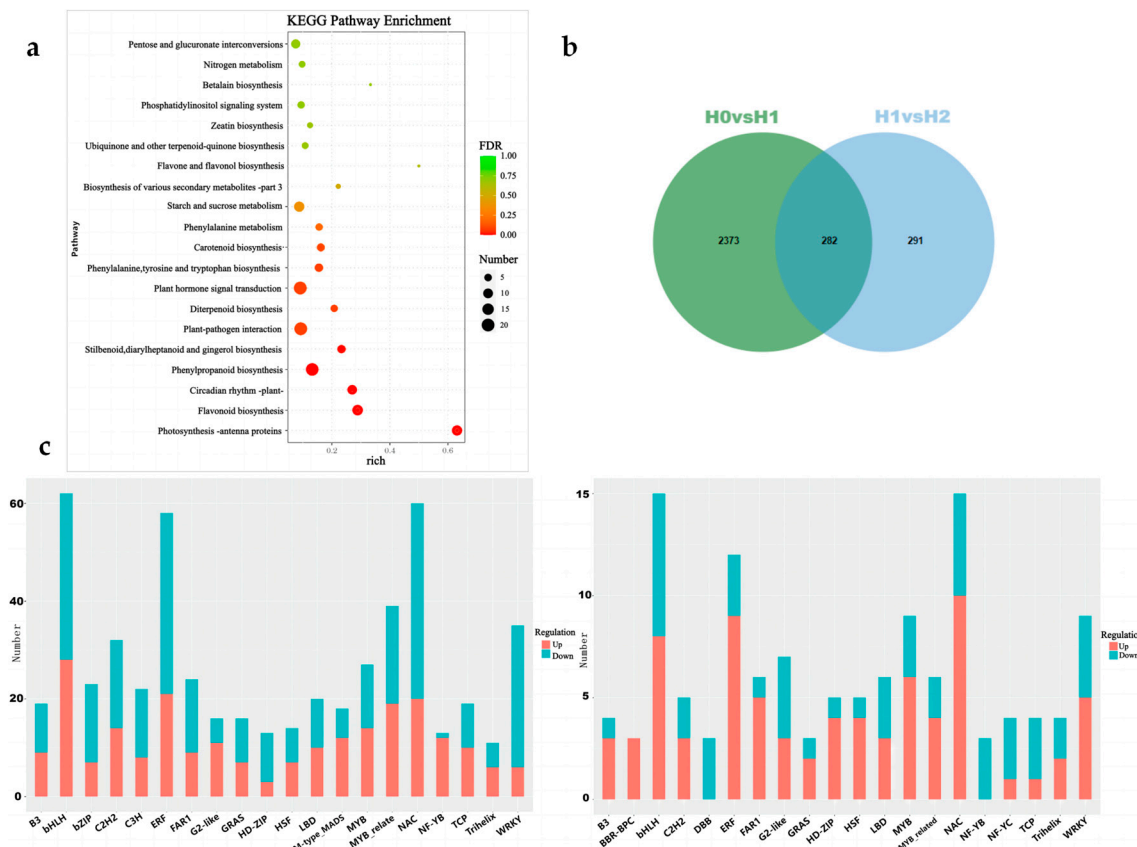 a
KEGG Pathway Enrichment
Pentose and glucuronate interconversions
Nitrogen metabolism
Betalain biosynthesis
Phosphatidylinositol signaling system
Zeatin biosynthesis
Ubiquinone and other terpenoid-quinone biosynthesis
Flavone and flavonol biosynthesis
Biosynthesis of various secondary metabolites -part 3
Starch and sucrose metabolism
Phenylalanine metabolism
Carotenoid biosynthesis
Phenylalanine,tyrosine and tryptophan biosynthesis
Plant hormone signal transduction
Diterpenoid biosynthesis
Plant-pathogen interaction
Stilbenoid,diarylheptanoid and gingerol biosynthesis
Phenylpropanoid biosynthesis
Circadian rhythm -plant-
Flavonoid biosynthesis
Photosynthesis -antenna proteins
Pathway
0.2 0.4 0.6
rich
FDR
1.00
0.75
0.50
0.25
0.00
Number
5
10
15
20
b
H0vsH1
H1vsH2
2373
282
291
c
Number
60
40
20
0
B3 bHLH bZIP C2H2 C3H ERF FAR1 G2-like GRAS HD-ZIP HSF LBD M-type_MADS MYB MYB_relate NAC NF-YB TCP Trihelix WRKY
Regulation
Up
Down
Number
15
10
5
0
B3 BBR-BPC bHLH C2H2 DBB ERF FAR1 G2-like GRAS HD-ZIP HSF LBD MYB MYB_related NAC NF-YB NF-YC TCP Trihelix WRKY
Regulation
Up
Down